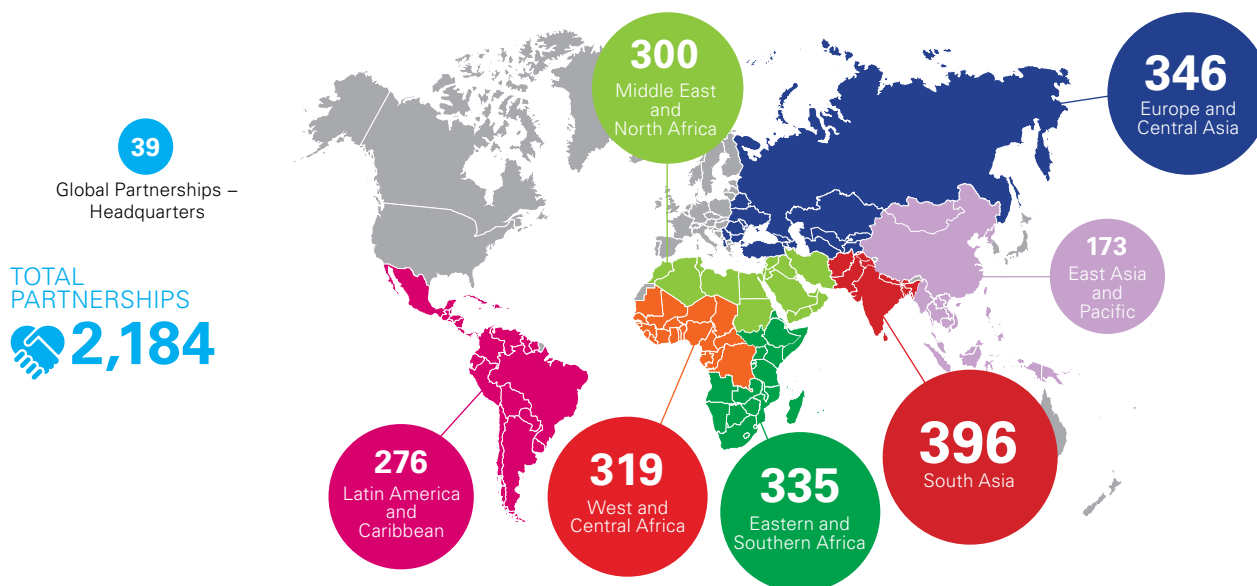 39
Global Partnerships –
Headquarters
TOTAL
PARTNERSHIPS
2,184
300
Middle East
and
North Africa
346
Europe and
Central Asia
173
East Asia
and
Pacific
396
South Asia
335
Eastern and
Southern Africa
319
West and
Central Africa
276
Latin America
and
Caribbean